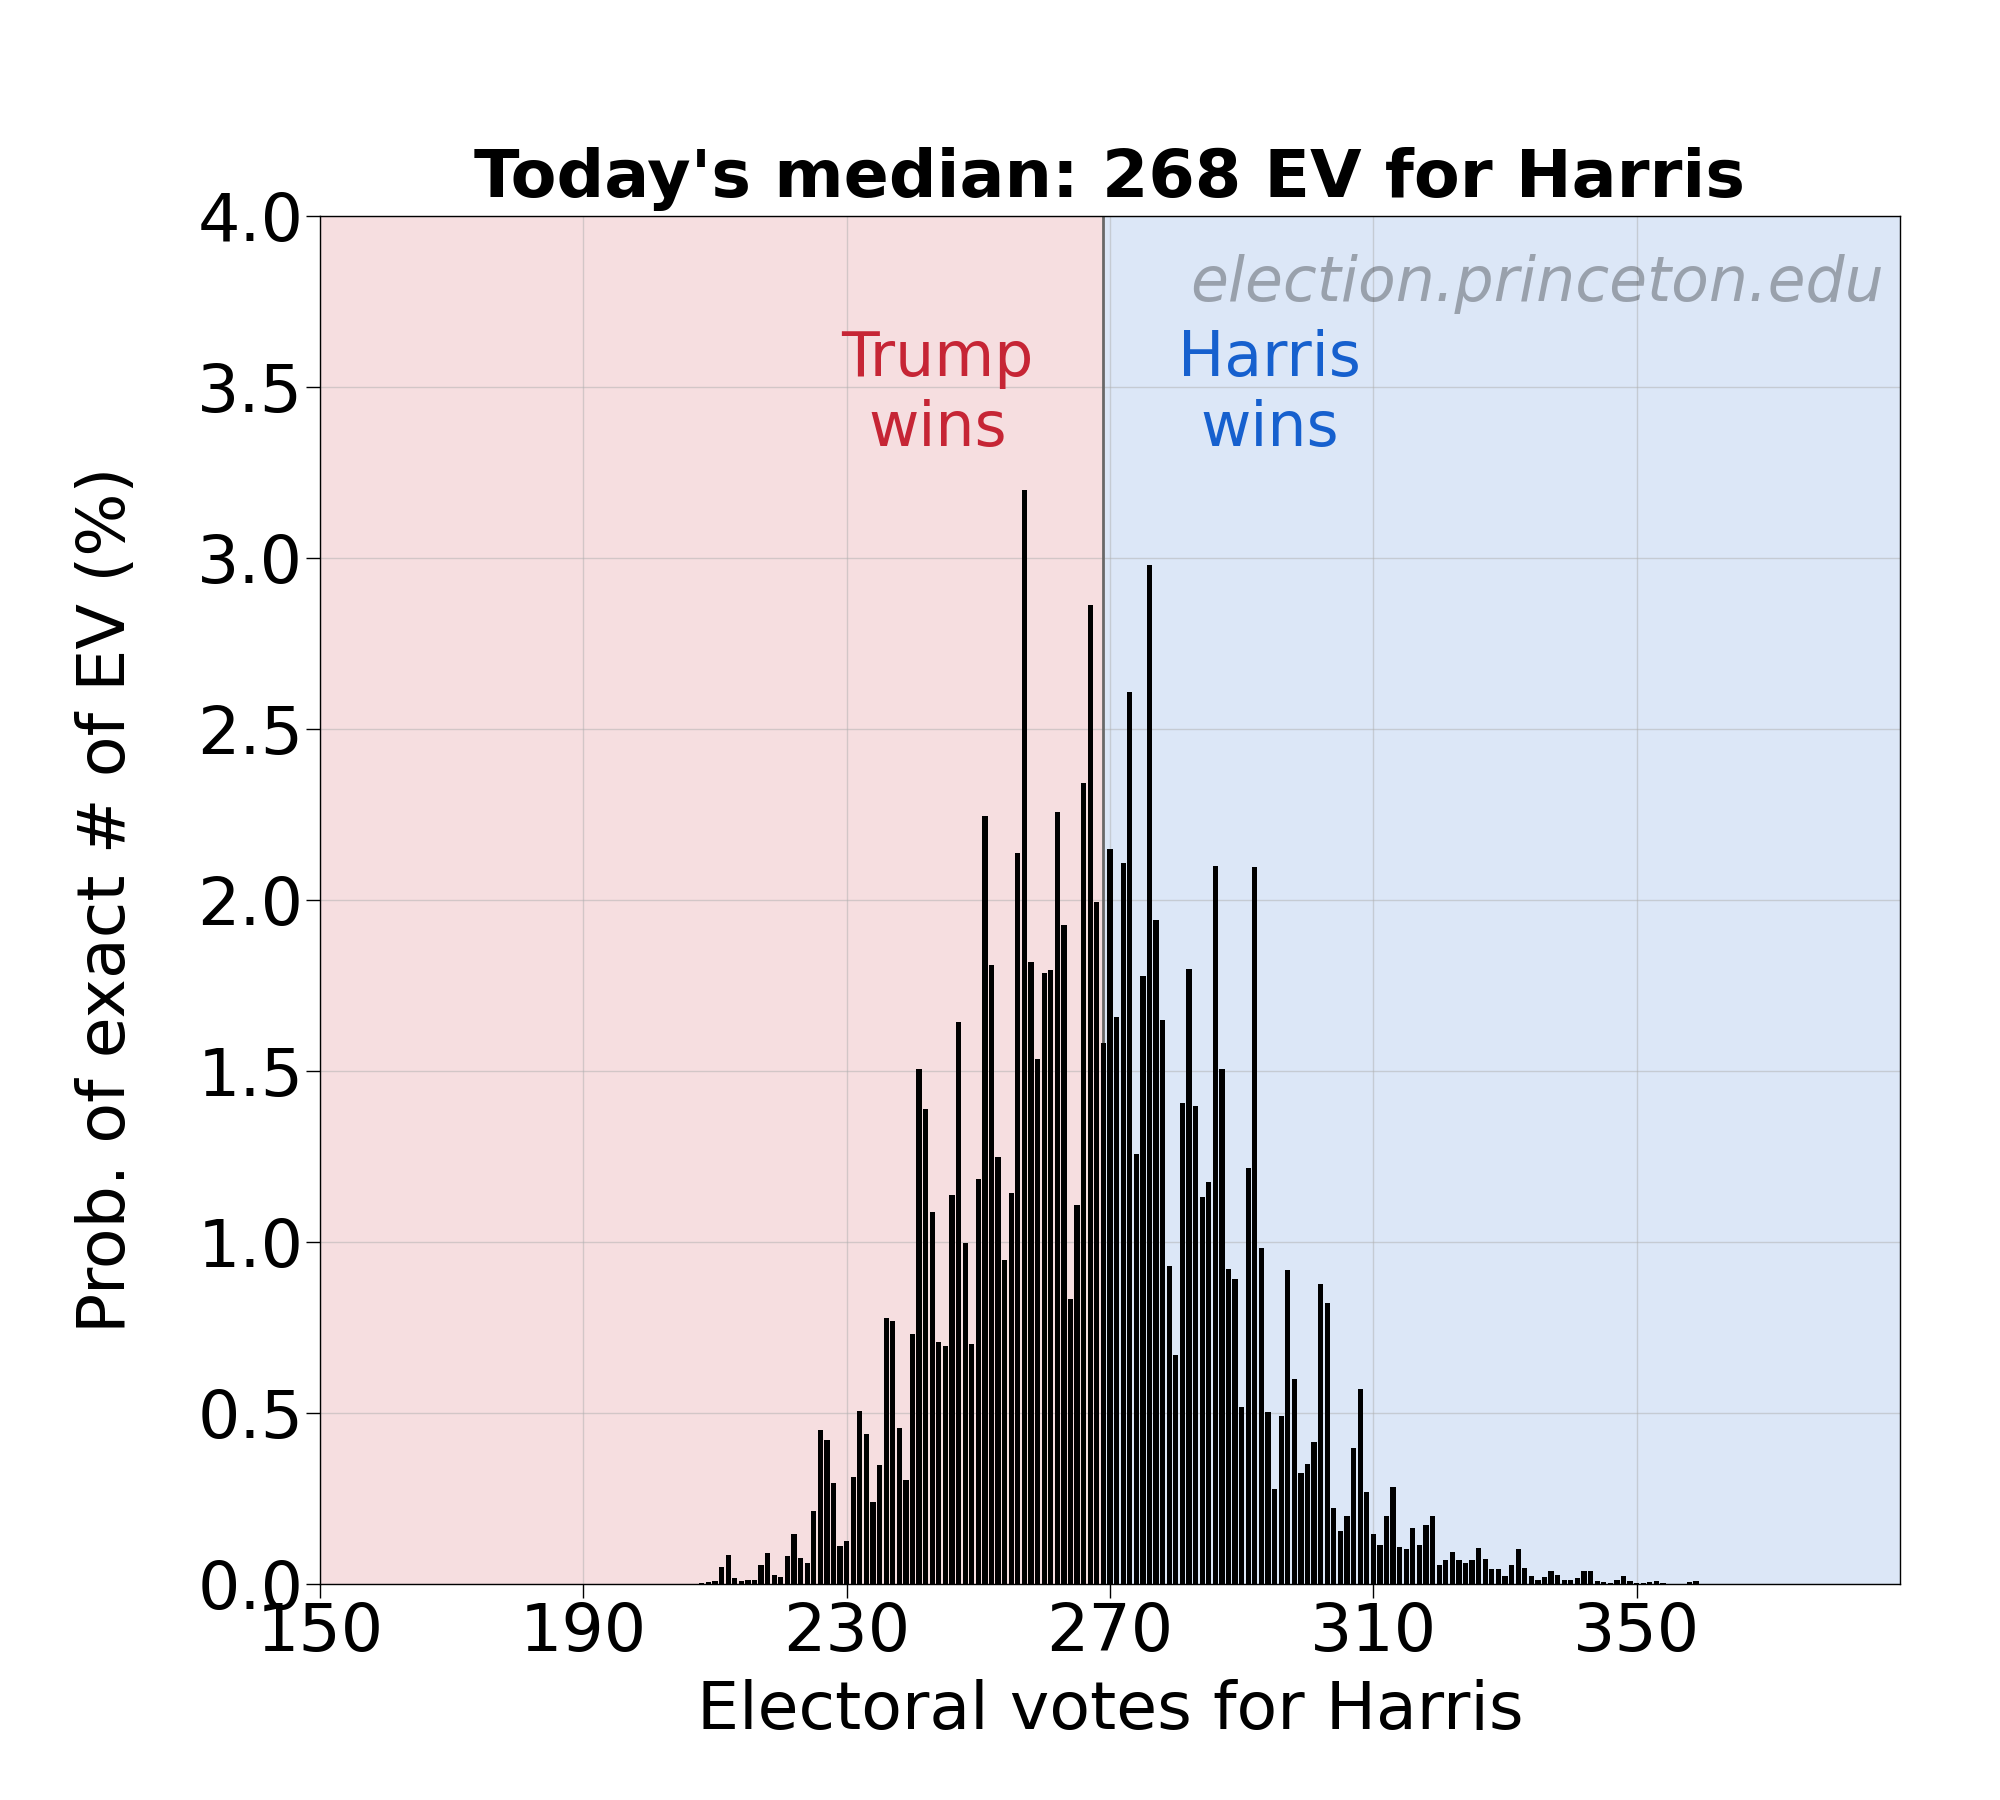 Today's median: 268 EV for Harris
election.princeton.edu
Trump
wins
Harris
wins
Prob. of exact # of EV (%)
4.0
3.5
3.0
2.5
2.0
1.5
1.0
0.5
0.0
150 190 230 270 310 350
Electoral votes for Harris